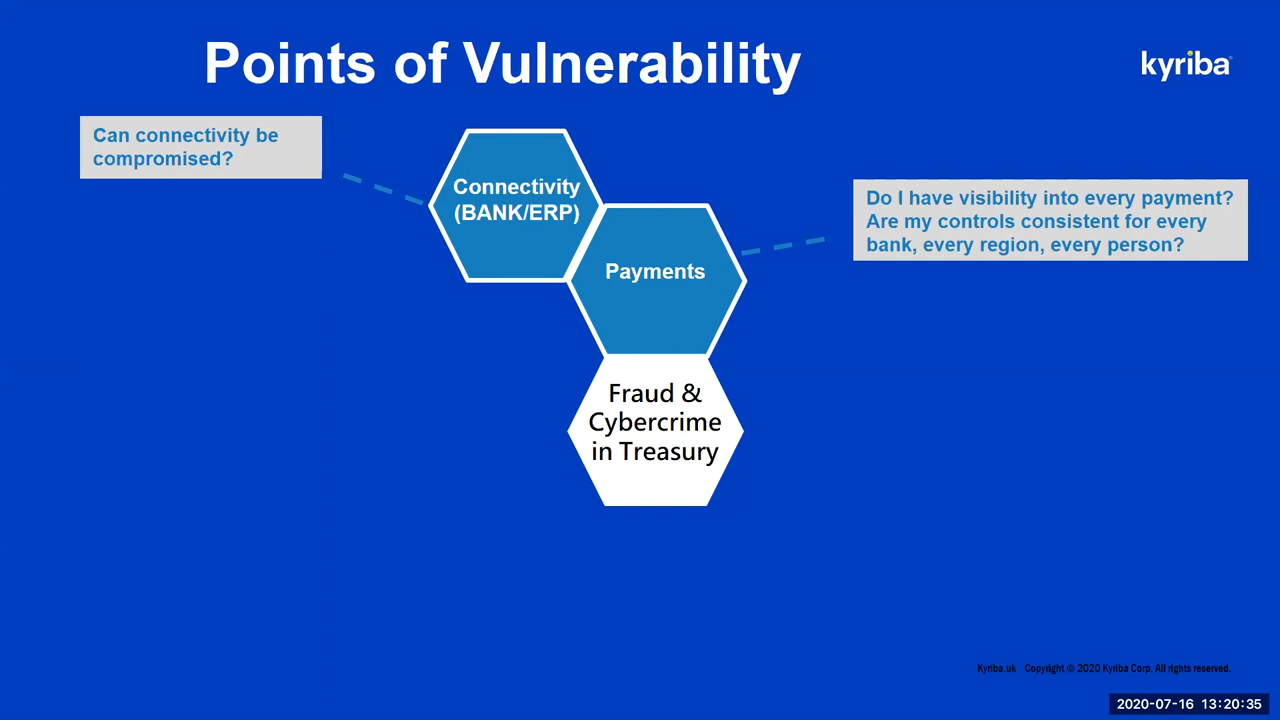 Points of Vulnerability
kyriba
Can connectivity be
compromised?
Connectivity
(BANK/ERP)
Do I have visibility into every payment?
Are my controls consistent for every
bank, every region, every person?
Payments
Fraud &
Cybercrime
in Treasury
Kyriba.uk Copyright © 2020 Kyriba Corp. All rights reserved.
2020-07-16 13:20:35